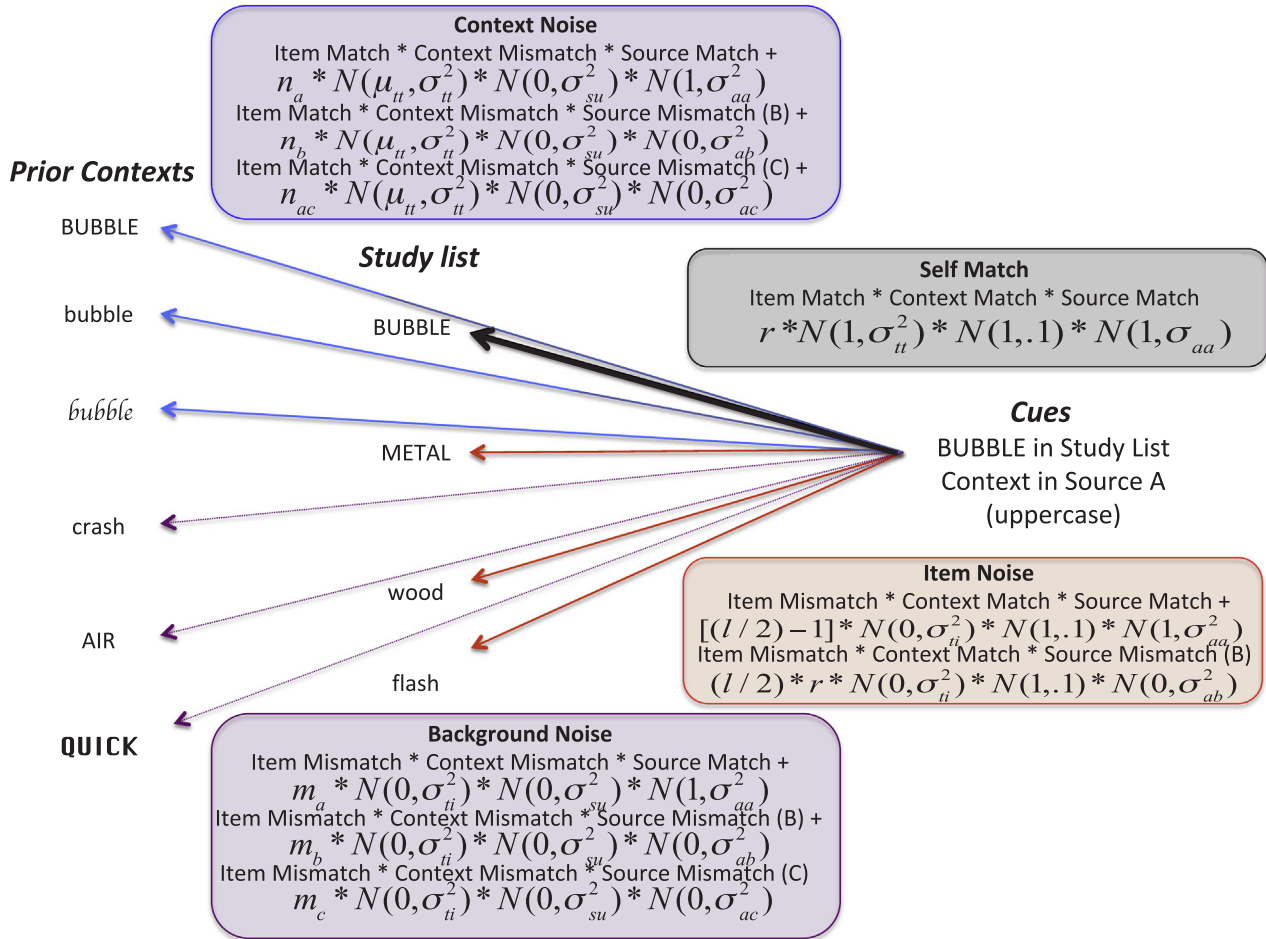 Context Noise
Item Match * Context Mismatch * Source Match +
n_a * N(μ_tt, σ²_tt) * N(0, σ²_su) * N(1, σ²_aa)
Item Match * Context Mismatch * Source Mismatch (B) +
n_b * N(μ_tt, σ²_tt) * N(0, σ²_su) * N(0, σ²_ab)
Item Match * Context Mismatch * Source Mismatch (C) +
n_ac * N(μ_tt, σ²_tt) * N(0, σ²_su) * N(0, σ²_ac)
Prior Contexts
BUBBLE
bubble
bubble
crash
AIR
QUICK
Study list
BUBBLE
METAL
wood
flash
Self Match
Item Match * Context Match * Source Match
r * N(1, σ²_tt) * N(1,.1) * N(1, σ_aa)
Cues
BUBBLE in Study List
Context in Source A
(uppercase)
Item Noise
Item Mismatch * Context Match * Source Match +
[(l / 2) − 1] * N(0, σ²_ti) * N(1,.1) * N(1, σ²_aa)
Item Mismatch * Context Match * Source Mismatch (B)
(l / 2) * r * N(0, σ²_ti) * N(1,.1) * N(0, σ²_ab)
Background Noise
Item Mismatch * Context Mismatch * Source Match +
m_a * N(0, σ²_ti) * N(0, σ²_su) * N(1, σ²_aa)
Item Mismatch * Context Mismatch * Source Mismatch (B) +
m_b * N(0, σ²_ti) * N(0, σ²_su) * N(0, σ²_ab)
Item Mismatch * Context Mismatch * Source Mismatch (C)
m_c * N(0, σ²_ti) * N(0, σ²_su) * N(0, σ²_ac)